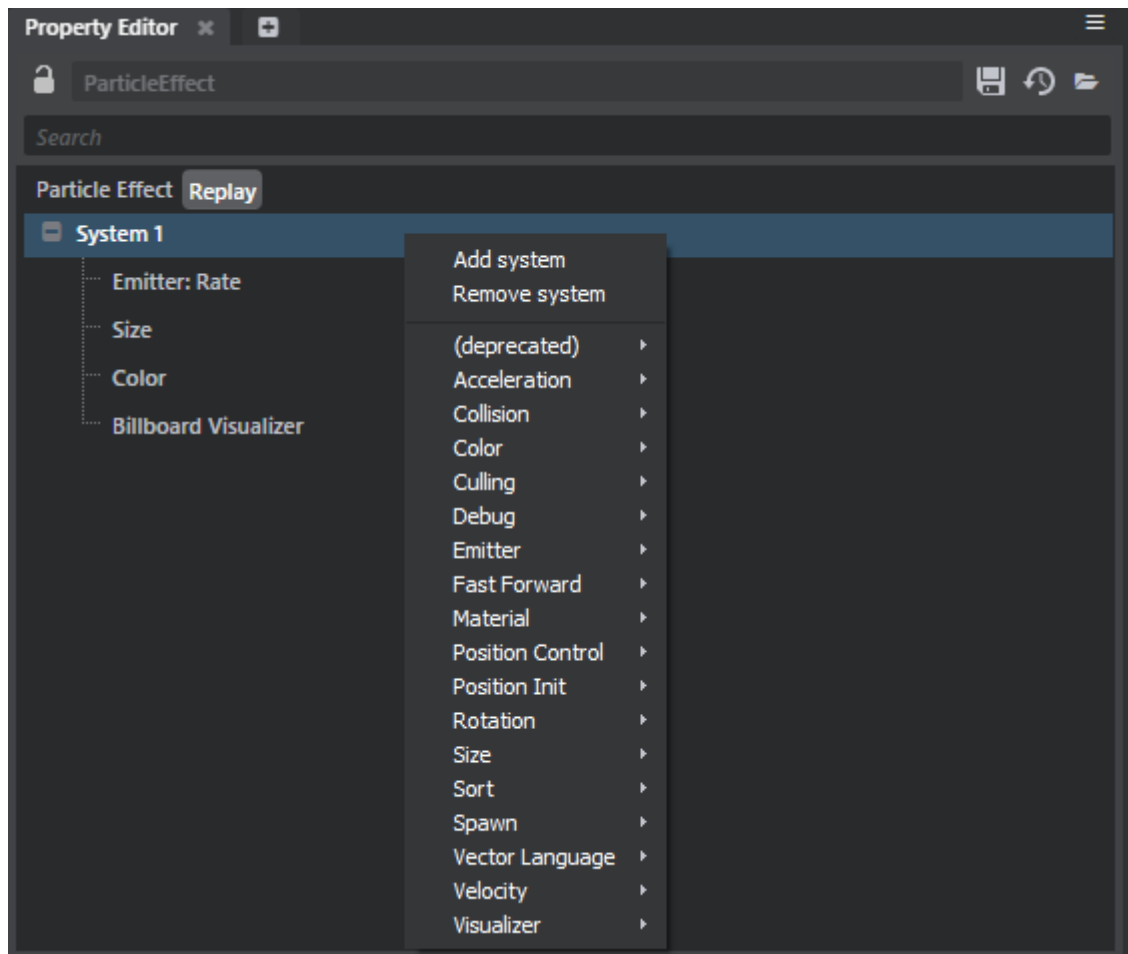 Property Editor
ParticleEffect
Search
Particle Effect Replay
System 1
Emitter: Rate
Size
Color
Billboard Visualizer
Add system
Remove system
(deprecated)
Acceleration
Collision
Color
Culling
Debug
Emitter
Fast Forward
Material
Position Control
Position Init
Rotation
Size
Sort
Spawn
Vector Language
Velocity
Visualizer